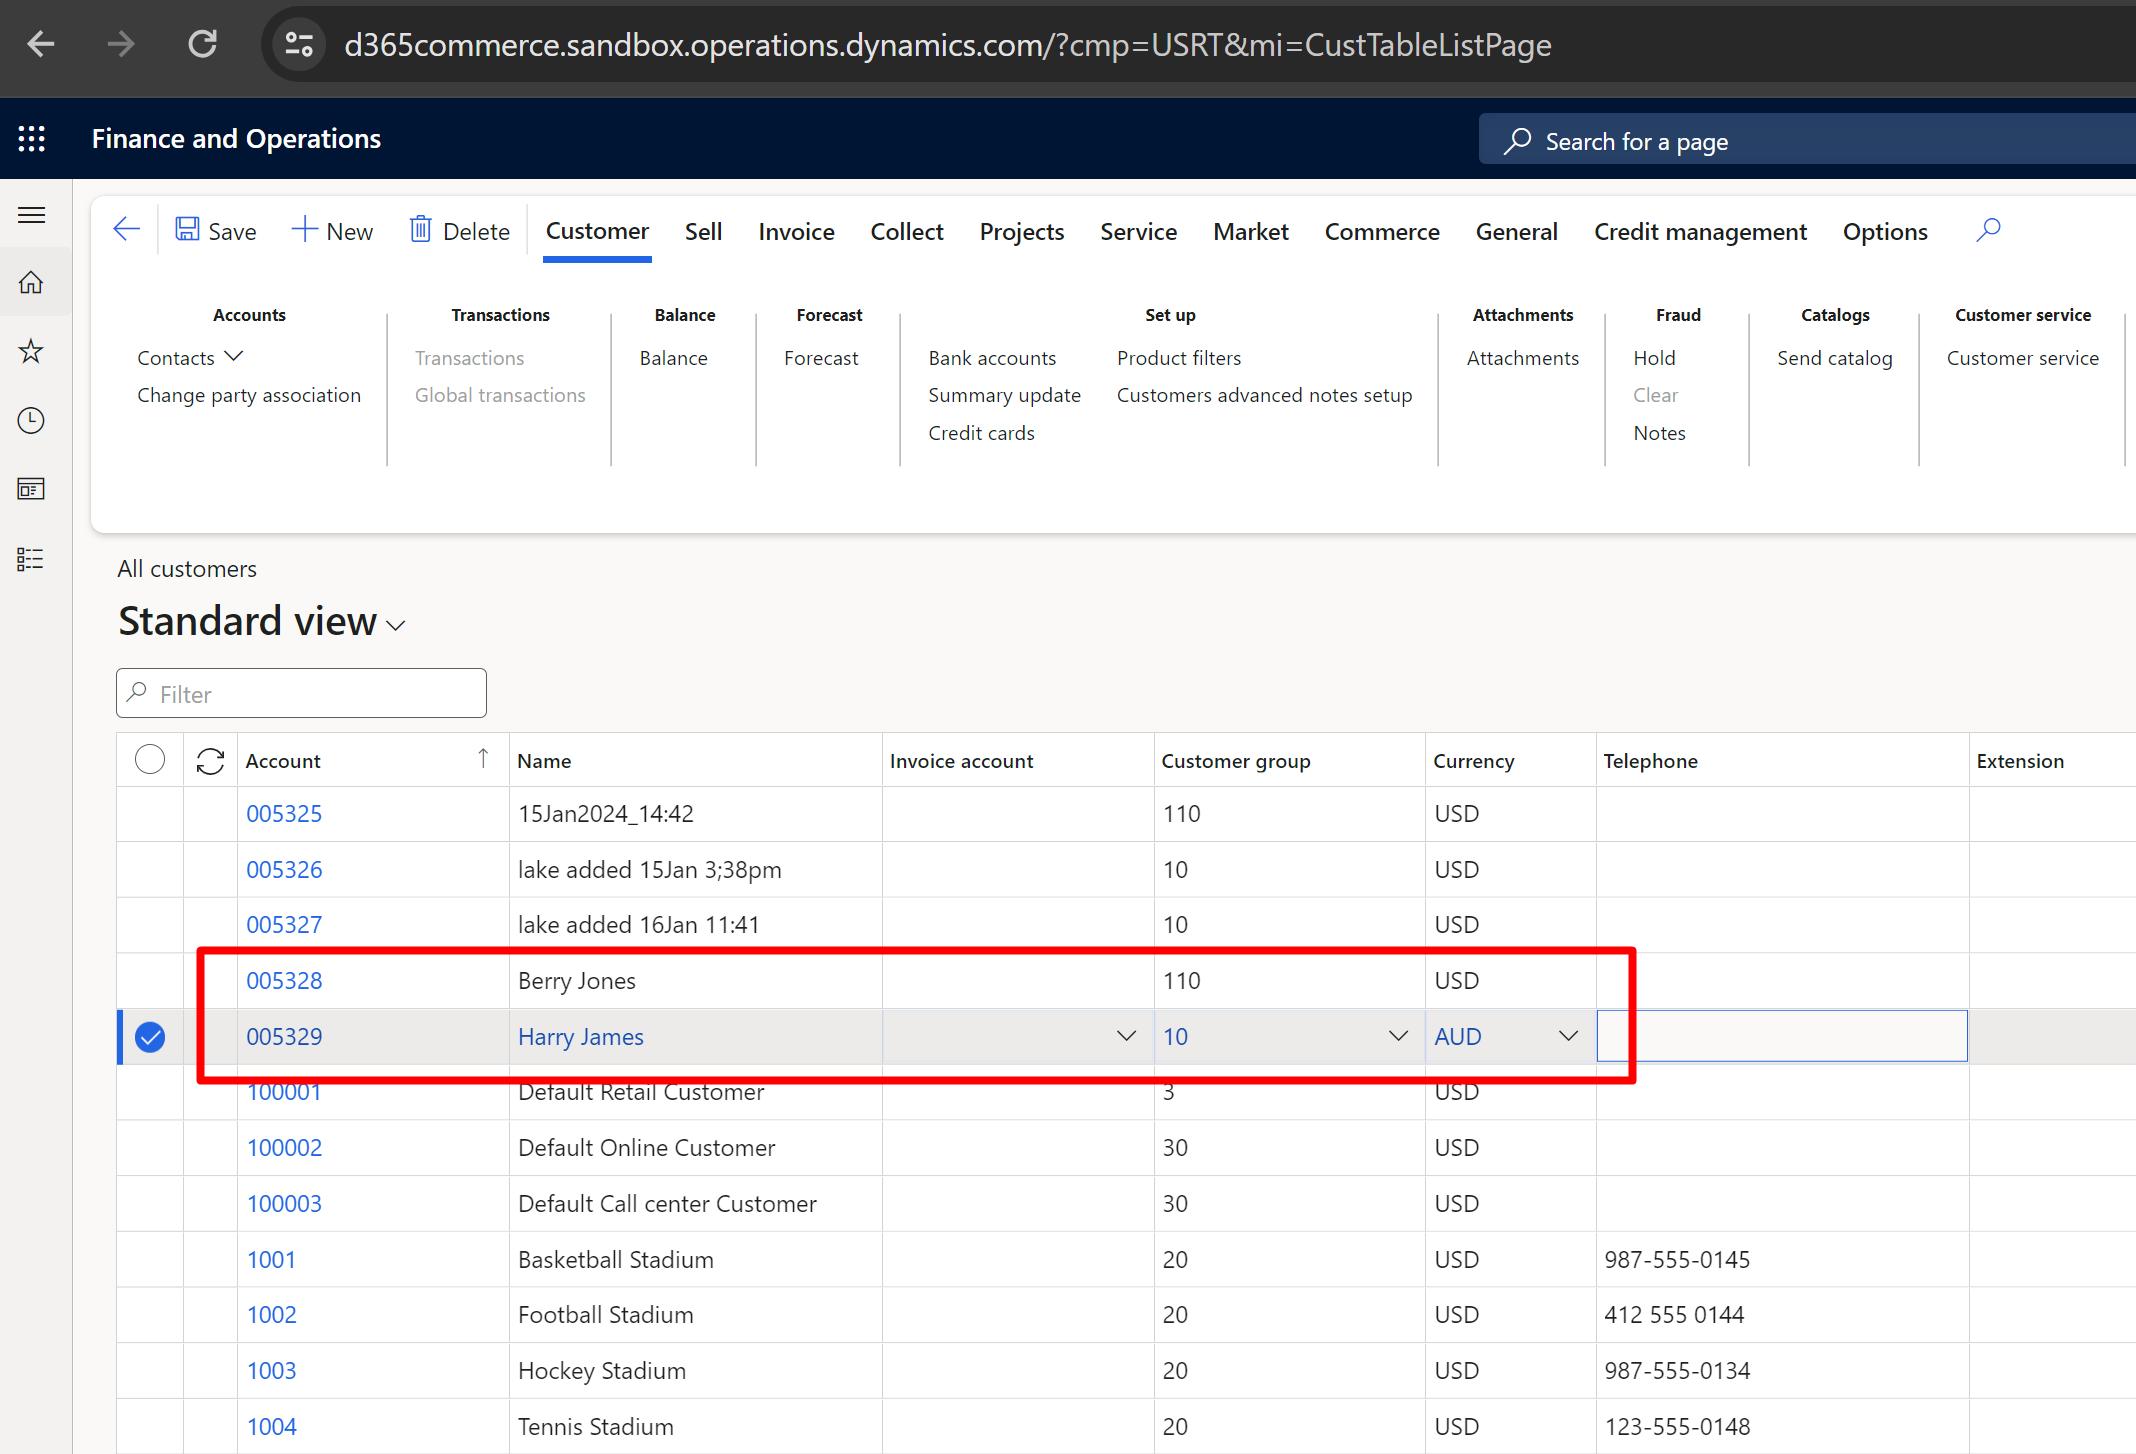 d365commerce.sandbox.operations.dynamics.com/?cmp=USRT&mi=CustTableListPage
Finance and Operations
Search for a page
Save New Delete Customer Sell Invoice Collect Projects Service Market Commerce General Credit management Options
Accounts Transactions Balance Forecast Set up Attachments Fraud Catalogs Customer service
Contacts Transactions Balance Forecast Bank accounts Product filters Attachments Hold Send catalog Customer service
Change party association Global transactions Summary update Customers advanced notes setup Clear
Credit cards Notes
All customers
Standard view
Filter
Account Name Invoice account Customer group Currency Telephone Extension
005325 15Jan2024_14:42 110 USD
005326 lake added 15Jan 3;38pm 10 USD
005327 lake added 16Jan 11:41 10 USD
005328 Berry Jones 110 USD
005329 Harry James 10 AUD
100001 Default Retail Customer 3 USD
100002 Default Online Customer 30 USD
100003 Default Call center Customer 30 USD
1001 Basketball Stadium 20 USD 987-555-0145
1002 Football Stadium 20 USD 412 555 0144
1003 Hockey Stadium 20 USD 987-555-0134
1004 Tennis Stadium 20 USD 123-555-0148